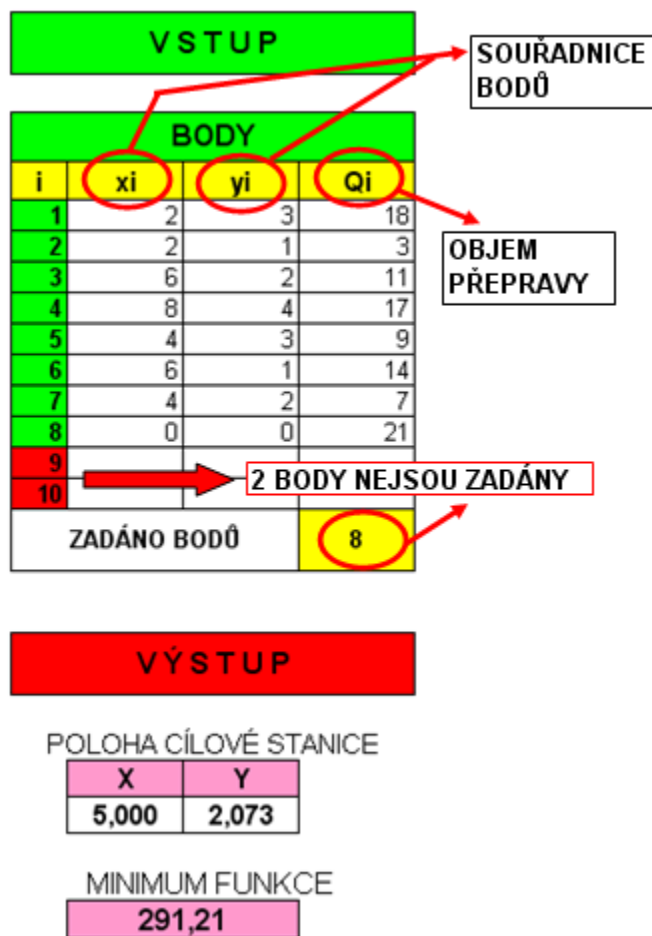 VSTUP
SOUŘADNICE
BODŮ
BODY
i xi yi Qi
1 2 3 18
2 2 1 3
3 6 2 11
4 8 4 17
5 4 3 9
6 6 1 14
7 4 2 7
8 0 0 21
9
10
OBJEM
PŘEPRAVY
2 BODY NEJSOU ZADÁNY
ZADÁNO BODŮ 8
VÝSTUP
POLOHA CÍLOVÉ STANICE
X Y
5,000 2,073
MINIMUM FUNKCE
291,21